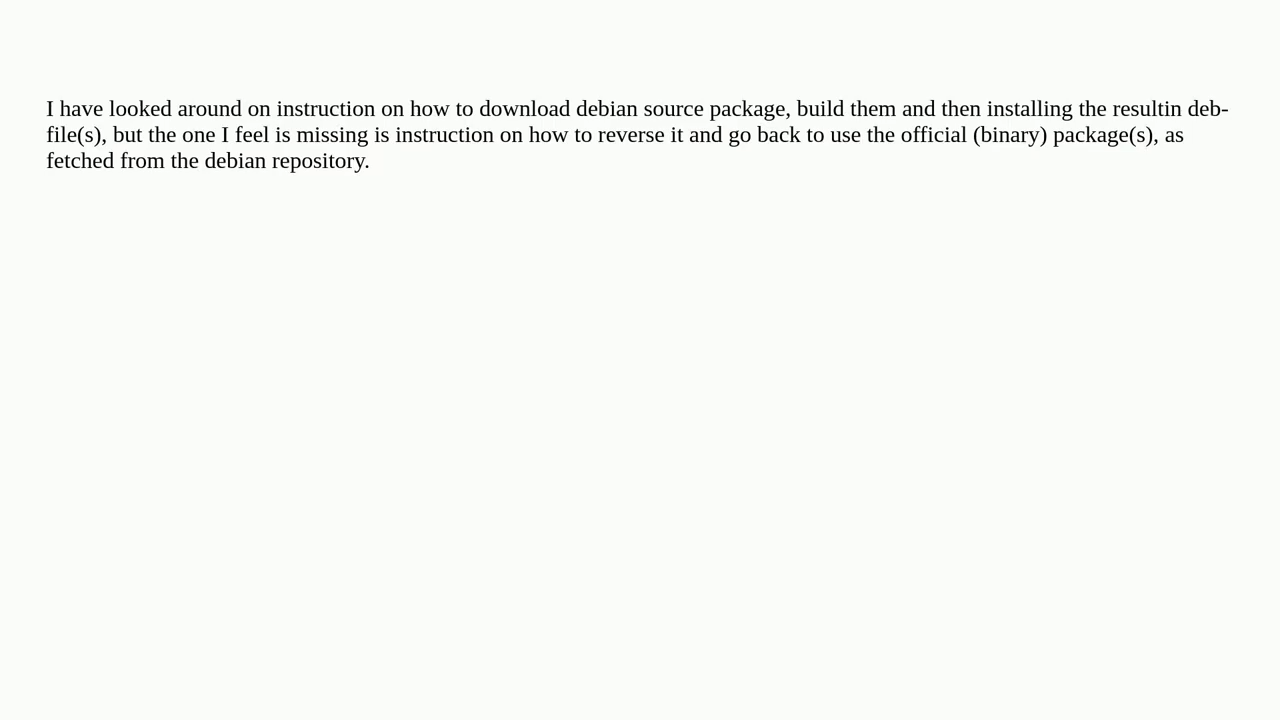 I have looked around on instruction on how to download debian source package, build them and then installing the resultin deb-
file(s), but the one I feel is missing is instruction on how to reverse it and go back to use the official (binary) package(s), as
fetched from the debian repository.